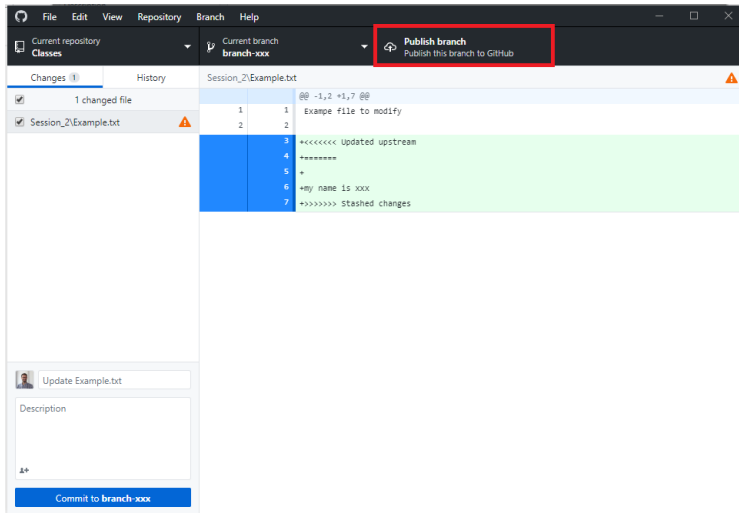 File Edit View Repository Branch Help
Current repository
Classes
Current branch
branch-xxx
Publish branch
Publish this branch to GitHub
Changes 1 History
Session_2\Example.txt
1 changed file
Session_2\Example.txt
@@ -1,2 +1,7 @@
1 1 Exampe file to modify
2 2
3 +<<<<<<< Updated upstream
4 +=======
5 +
6 +my name is xxx
7 +>>>>>>> Stashed changes
Update Example.txt
Description
Commit to branch-xxx